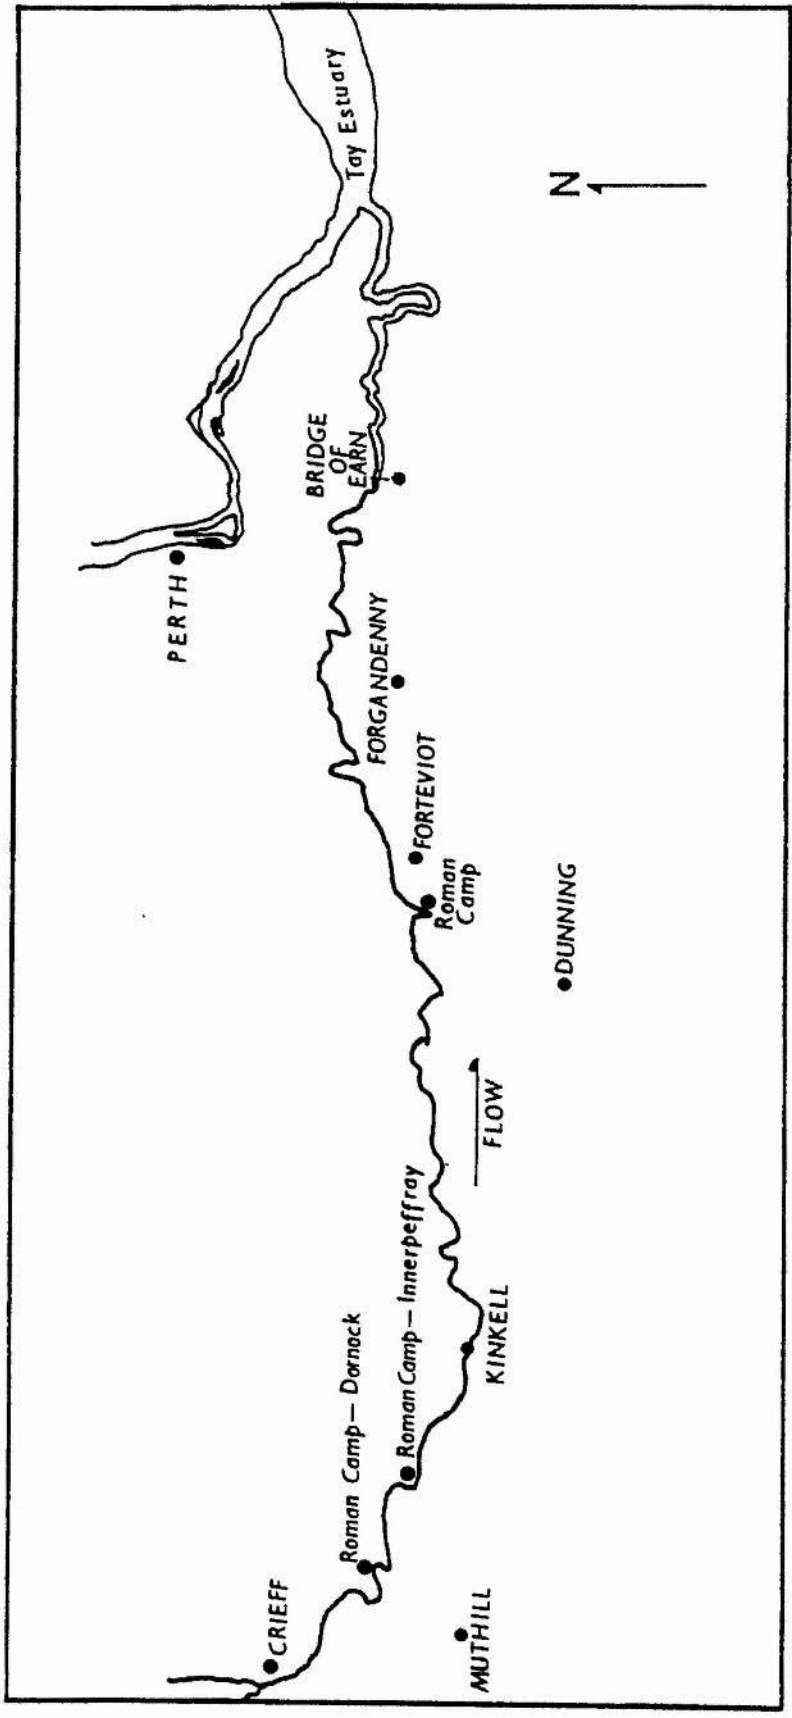 Tay Estuary
N
PERTH
BRIDGE
OF
EARN
FORGANDENNY
FORTEVIOT
Roman
Camp
DUNNING
FLOW
Roman Camp – Innerpeffray
KINKELL
Roman Camp – Dornock
CRIEFF
MUTHILL